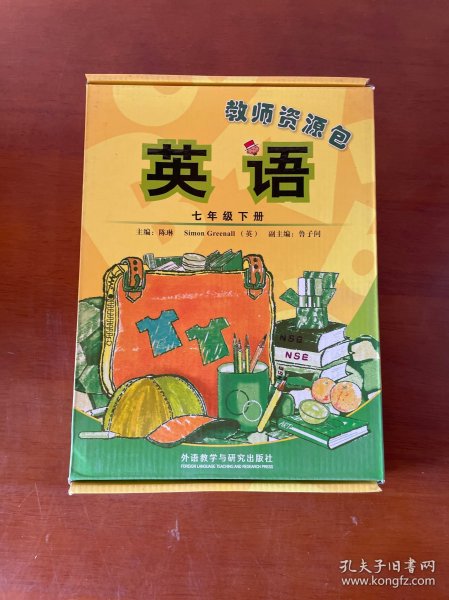 教师资源包
英语
七年级下册
主编：陈琳 Simon Greenall（英） 副主编：鲁子问
NSE
NSE
外语教学与研究出版社
FOREIGN LANGUAGE TEACHING AND RESEARCH PRESS
孔夫子旧书网
www.kongfz.com